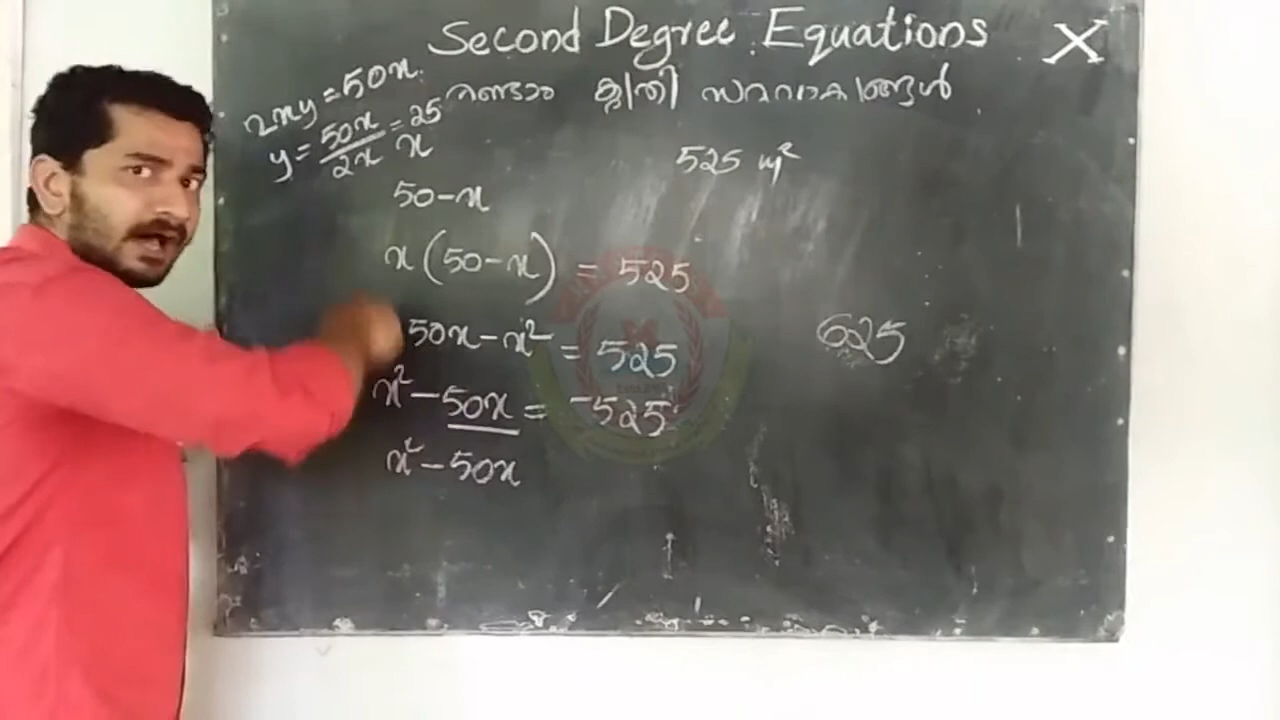 Second Degree Equations X
രണ്ടാം കൃതി സമവാക്യങ്ങൾ
2xy = 50x
y = 50x/2x = 25
x
525 m²
50-x
x(50-x) = 525
50x - x² = 525
625
x² - 50x = -525
x² - 50x